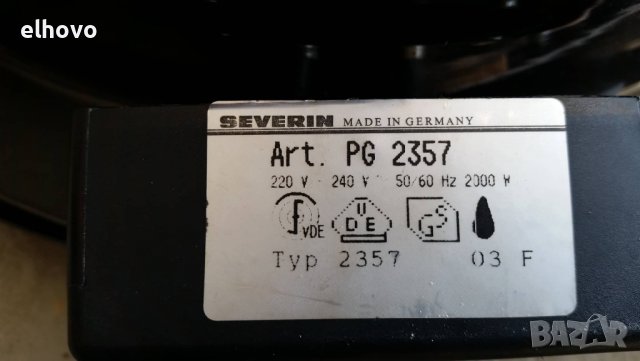 elhovo
SEVERIN MADE IN GERMANY
Art. PG 2357
220 V - 240 V 50/60 Hz 2000 W
VDE
U
D E
GS
Typ 2357 03 F
BAZAR